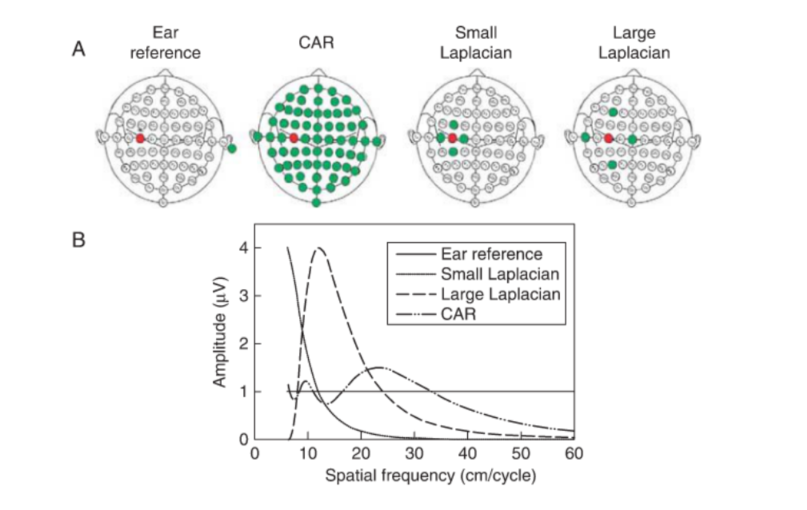 A
Ear
reference
CAR
Small
Laplacian
Large
Laplacian
B
Amplitude (μV)
4
3
2
1
0
Ear reference
Small Laplacian
Large Laplacian
CAR
0 10 20 30 40 50 60
Spatial frequency (cm/cycle)